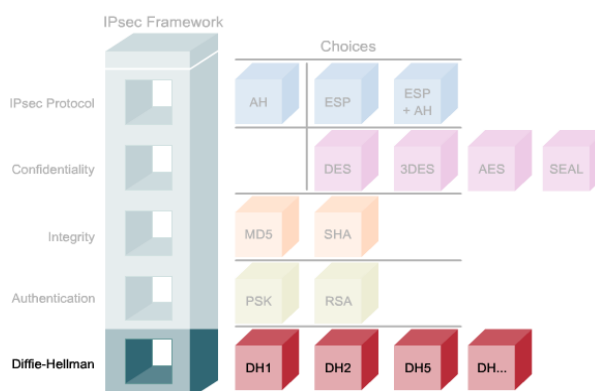 IPsec Framework
Choices
IPsec Protocol
AH
ESP
ESP
+ AH
Confidentiality
DES
3DES
AES
SEAL
Integrity
MD5
SHA
Authentication
PSK
RSA
Diffie-Hellman
DH1
DH2
DH5
DH...